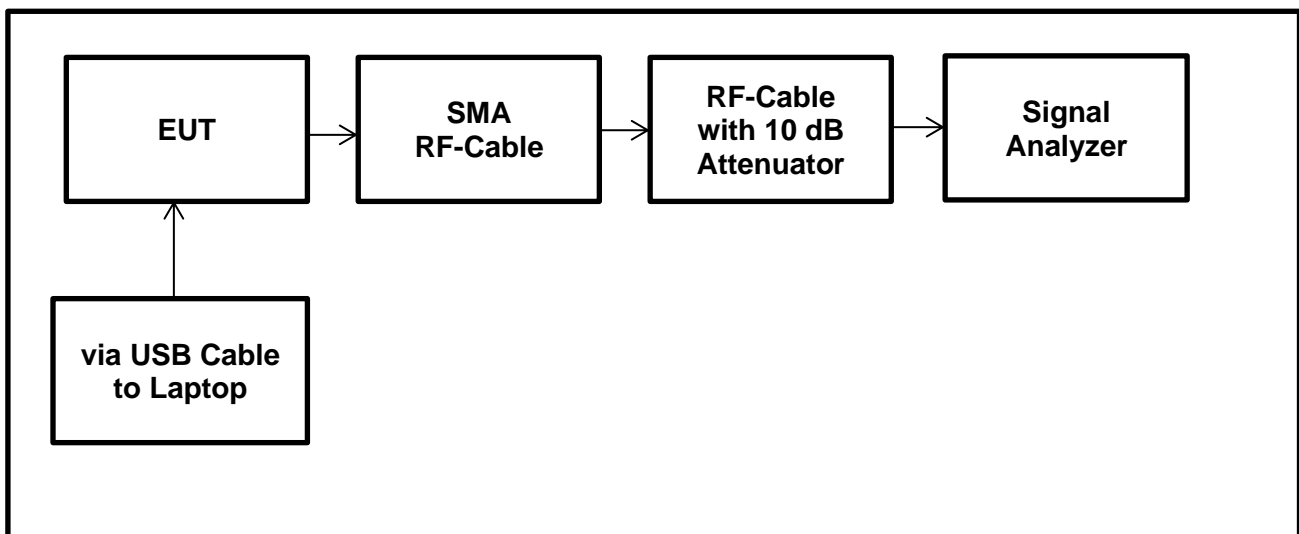 EUT
SMA
RF-Cable
RF-Cable
with 10 dB
Attenuator
Signal
Analyzer
via USB Cable
to Laptop